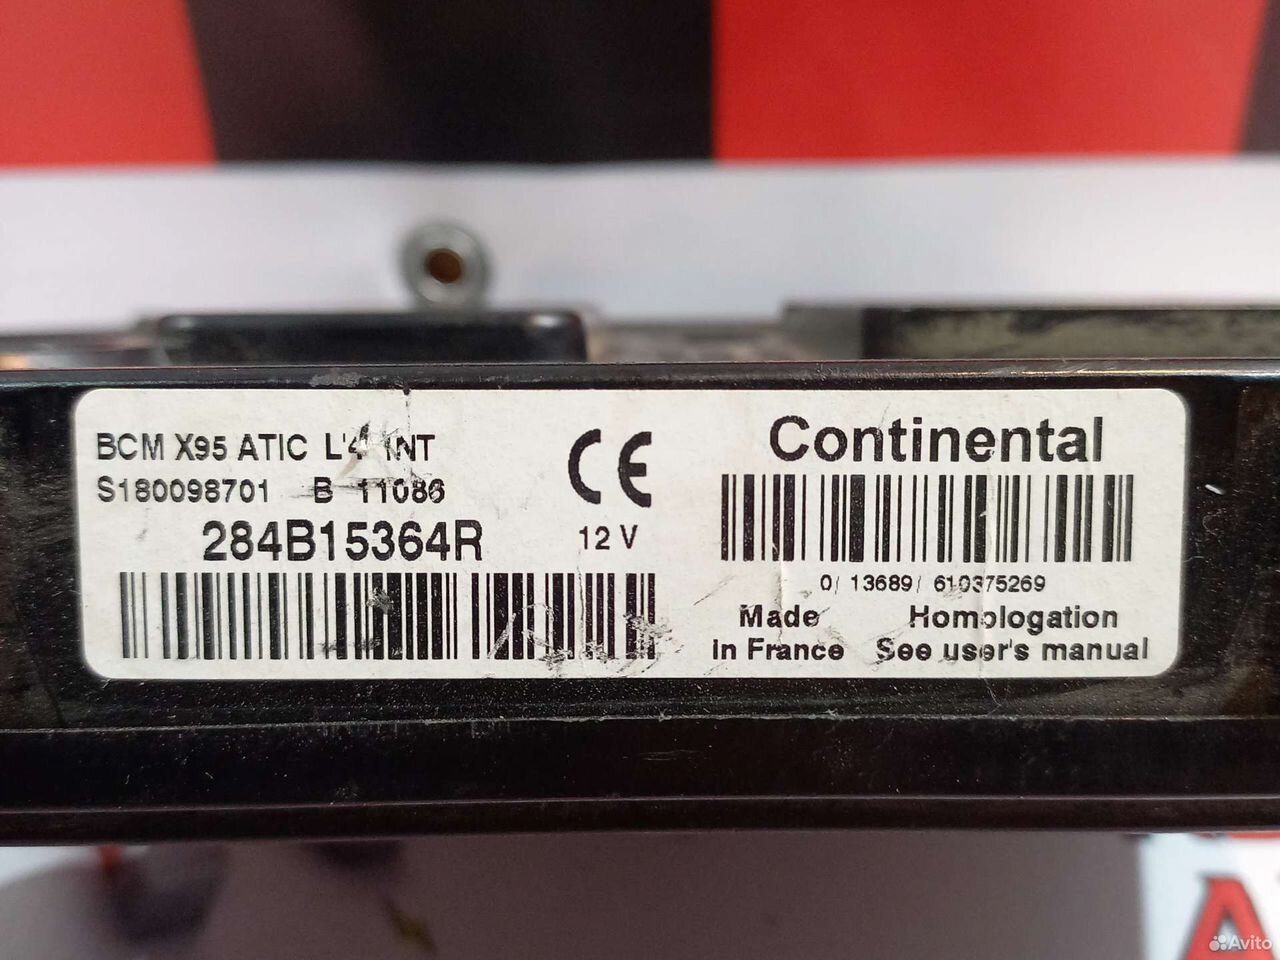 BCM X95 ATIC L'4 INT
S180098701 B 11086
284B15364R
12 V
Continental
0/ 13689/ 610375269
Made
in France
Homologation
See user's manual
Avito